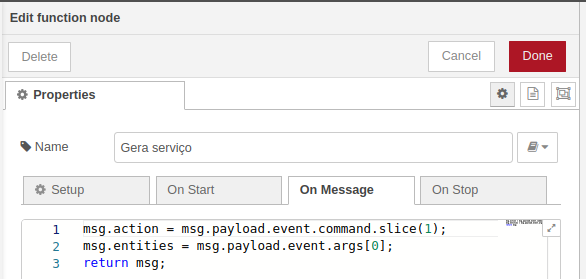 Edit function node
Delete
Cancel
Done
Properties
Name
Gera serviço
Setup
On Start
On Message
On Stop
1 msg.action = msg.payload.event.command.slice(1);
2 msg.entities = msg.payload.event.args[0];
3 return msg;